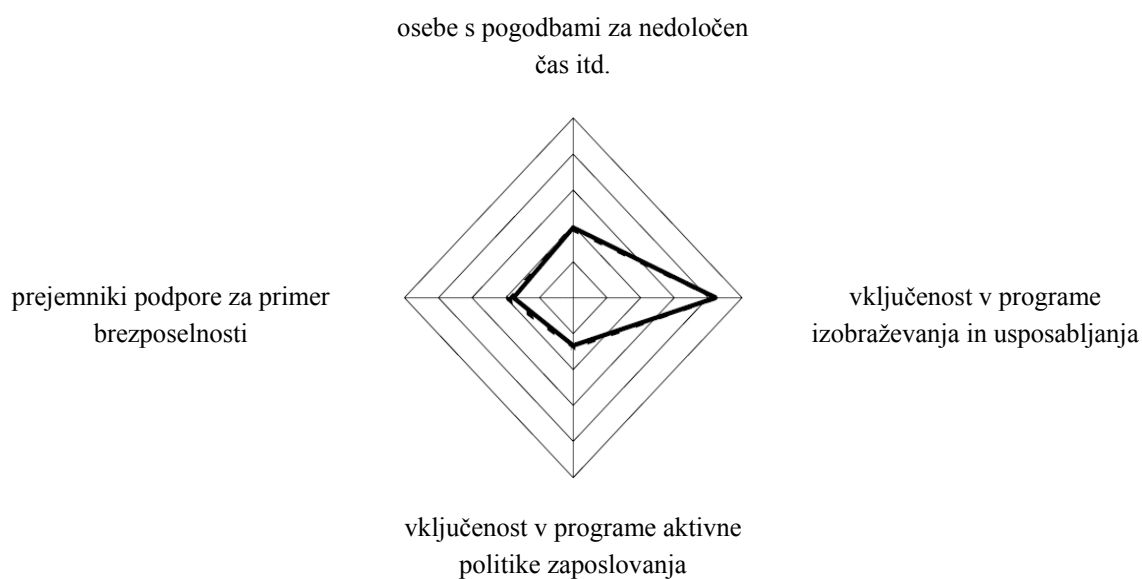 osebe s pogodbami za nedoločen
čas itd.
prejemniki podpore za primer
brezposelnosti
vključenost v programe
izobraževanja in usposabljanja
vključenost v programe aktivne
politike zaposlovanja